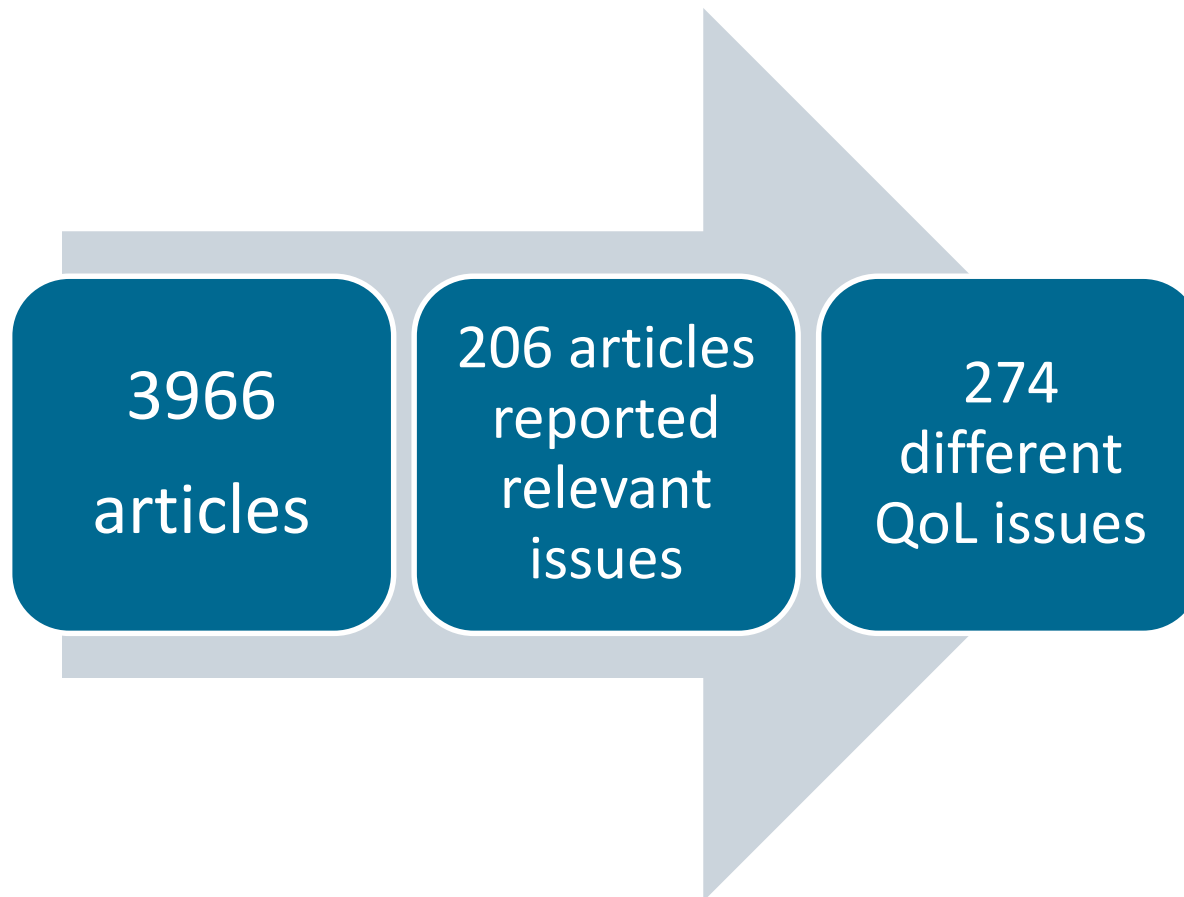 3966
articles
206 articles
reported
relevant
issues
274
different
QoL issues